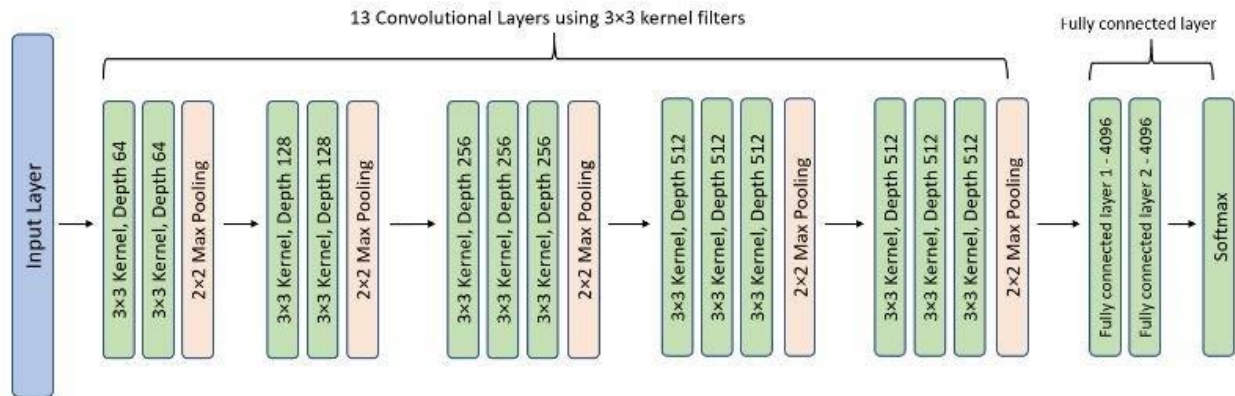 13 Convolutional Layers using 3×3 kernel filters
Fully connected layer
Input Layer
3×3 Kernel, Depth 64
3×3 Kernel, Depth 64
2×2 Max Pooling
3×3 Kernel, Depth 128
3×3 Kernel, Depth 128
2×2 Max Pooling
3×3 Kernel, Depth 256
3×3 Kernel, Depth 256
3×3 Kernel, Depth 256
2×2 Max Pooling
3×3 Kernel, Depth 512
3×3 Kernel, Depth 512
3×3 Kernel, Depth 512
2×2 Max Pooling
3×3 Kernel, Depth 512
3×3 Kernel, Depth 512
3×3 Kernel, Depth 512
2×2 Max Pooling
Fully connected layer 1 - 4096
Fully connected layer 2 - 4096
Softmax